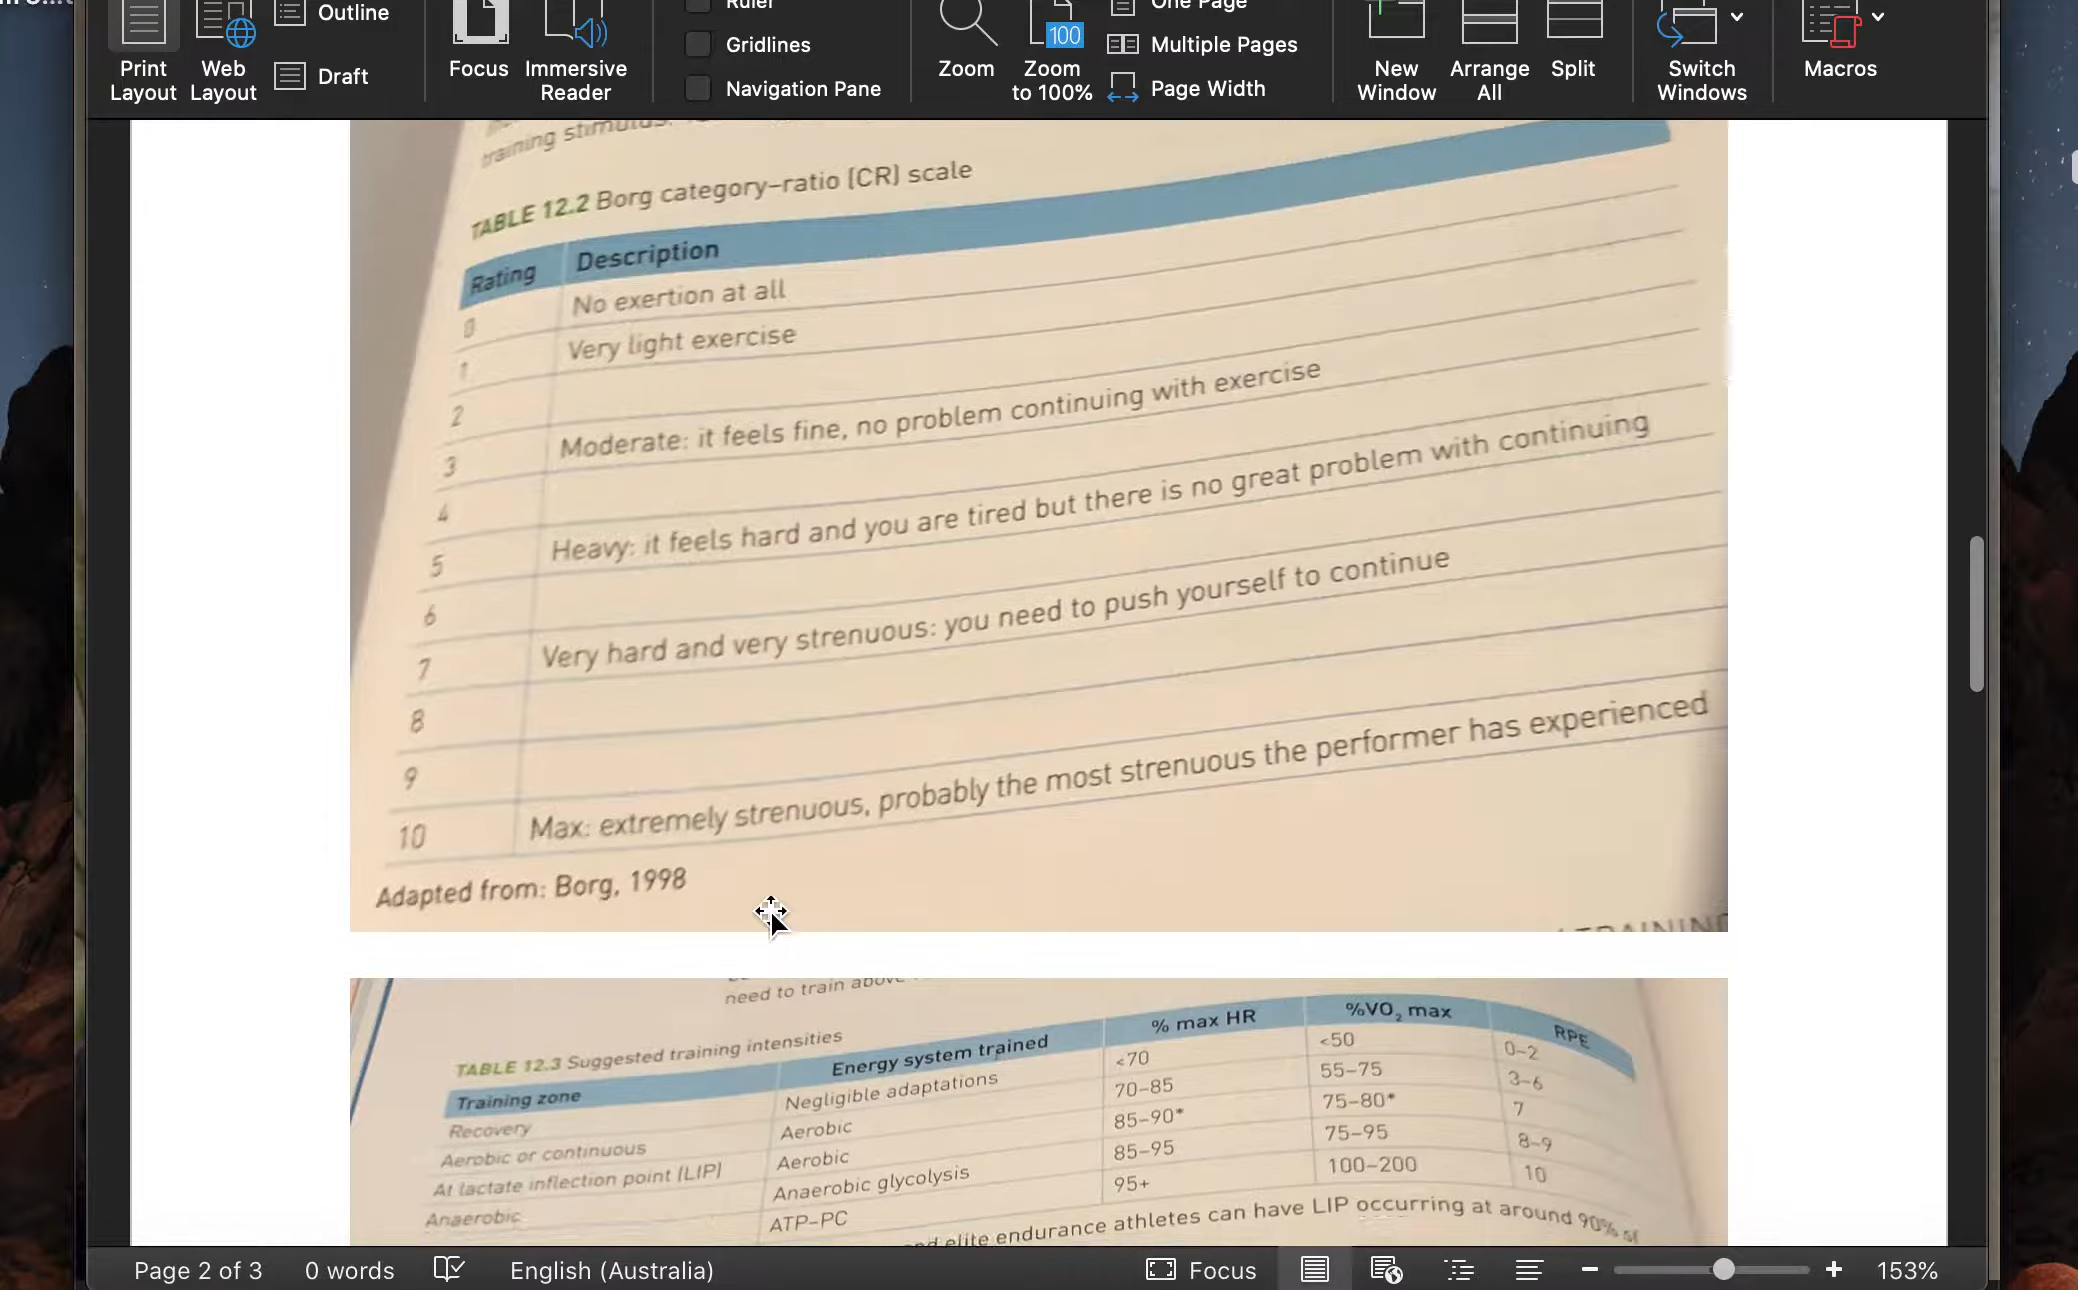 Ruler
Outline
Draft
Print
Layout
Web
Layout
Focus
Immersive
Reader
Gridlines
Navigation Pane
Zoom
Zoom
to 100%
100
One Page
Multiple Pages
Page Width
New
Window
Arrange
All
Split
Switch
Windows
Macros
training stimulus.
TABLE 12.2 Borg category–ratio (CR) scale
Rating Description
0 No exertion at all
1 Very light exercise
2
3 Moderate: it feels fine, no problem continuing with exercise
4
5 Heavy: it feels hard and you are tired but there is no great problem with continuing
6
7 Very hard and very strenuous: you need to push yourself to continue
8
9
10 Max: extremely strenuous, probably the most strenuous the performer has experienced
Adapted from: Borg, 1998
need to train above
TABLE 12.3 Suggested training intensities
Training zone Energy system trained % max HR %VO₂ max RPE
Recovery Negligible adaptations <70 <50 0–2
Aerobic or continuous Aerobic 70–85 55–75 3–6
At lactate inflection point (LIP) Aerobic 85–90* 75–80* 7
Anaerobic Anaerobic glycolysis 85–95 75–95 8–9
ATP–PC 95+ 100–200 10
elite endurance athletes can have LIP occurring at around 90%
Page 2 of 3 0 words English (Australia) Focus 153%